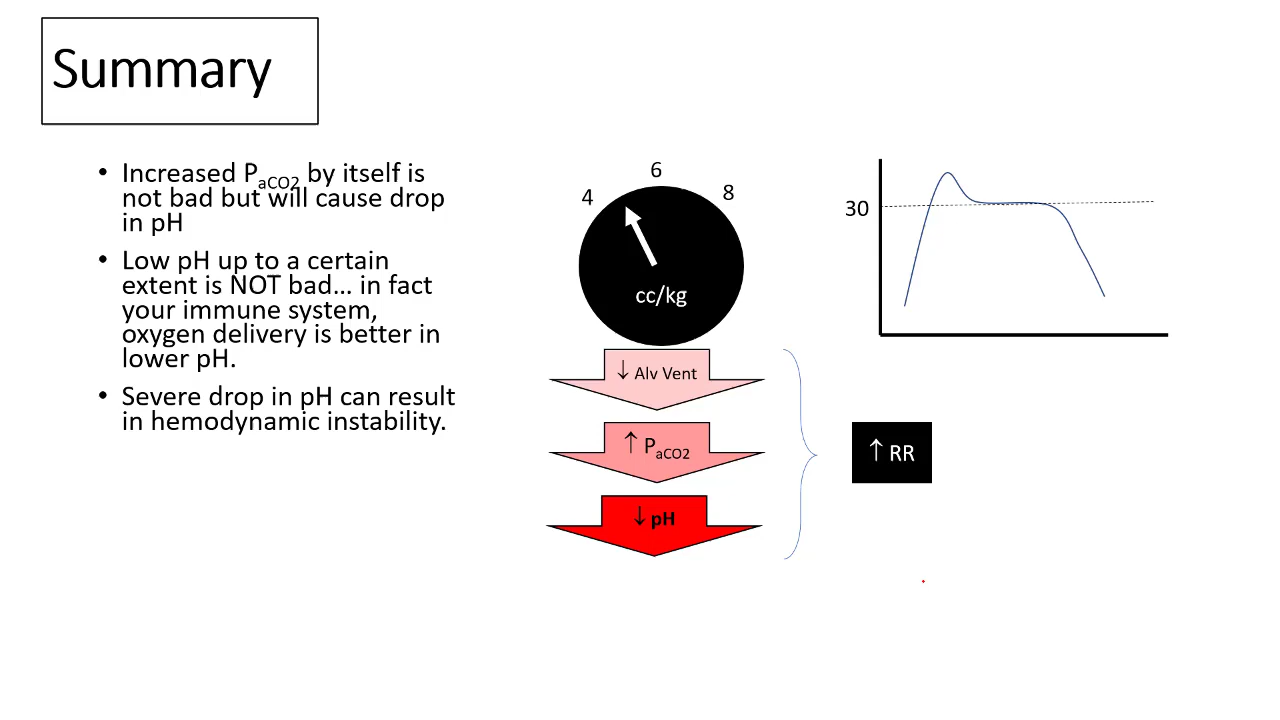 Summary
• Increased PaCO2 by itself is
not bad but will cause drop
in pH
• Low pH up to a certain
extent is NOT bad... in fact
your immune system,
oxygen delivery is better in
lower pH.
• Severe drop in pH can result
in hemodynamic instability.
6
4
8
cc/kg
↓ Alv Vent
↑ PaCO2
↓ pH
30
↑ RR